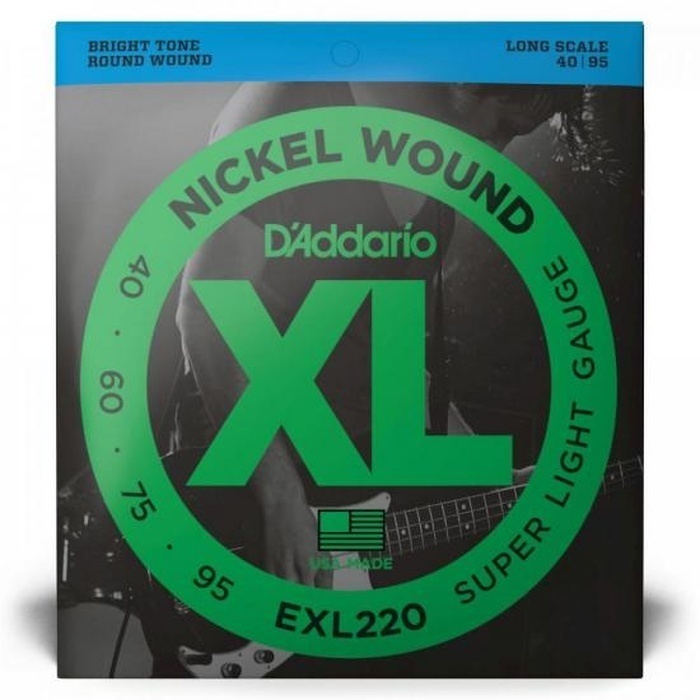 BRIGHT TONE
ROUND WOUND
LONG SCALE
40 | 95
NICKEL WOUND
D'Addario
XL
40 · 60 · 75 · 95
EXL220
SUPER LIGHT GAUGE
USA MADE